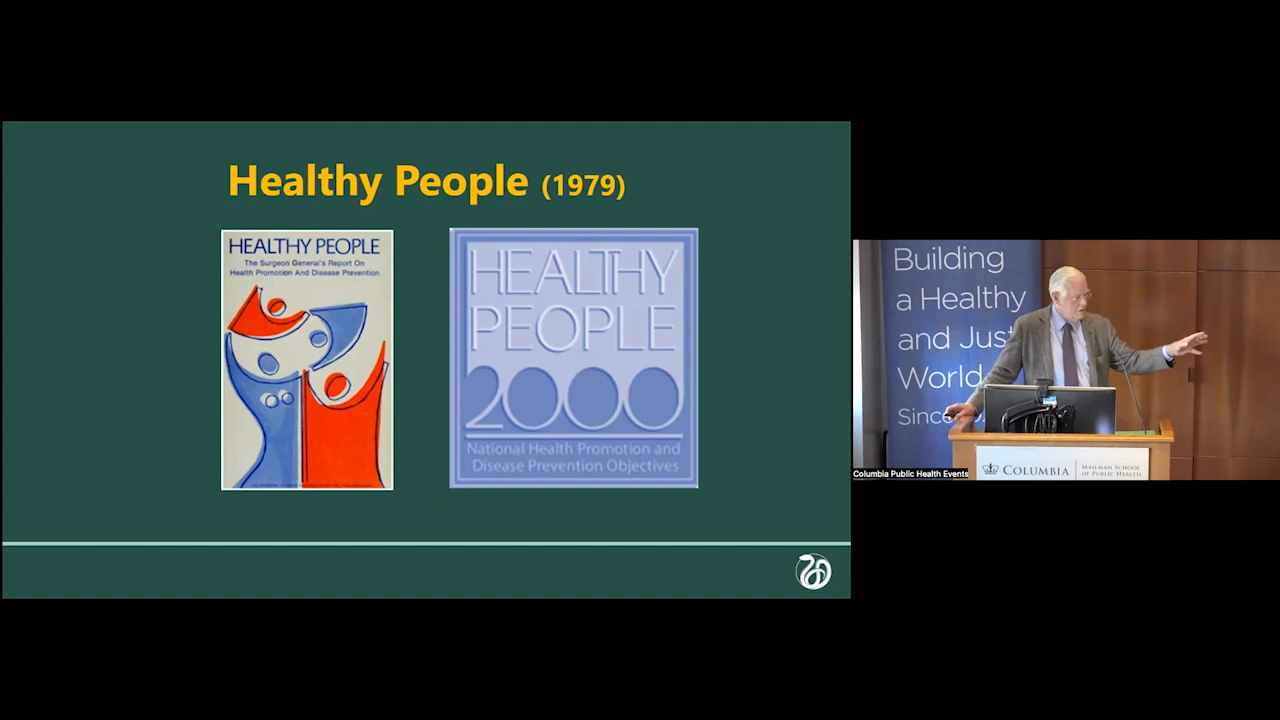 Healthy People (1979)
HEALTHY PEOPLE
The Surgeon General's Report On
Health Promotion And Disease Prevention
HEALTHY
PEOPLE
2000
National Health Promotion and
Disease Prevention Objectives
Building
a Healthy
and Jus
World
Sinc
Columbia Public Health Events
COLUMBIA
MAILMAN SCHOOL
OF PUBLIC HEALTH